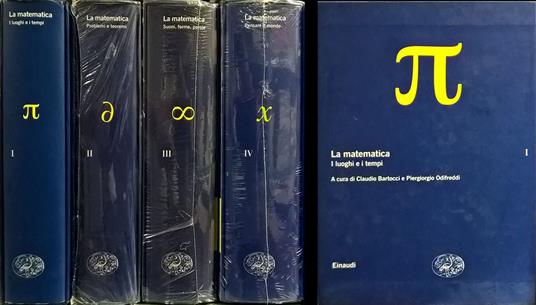 La matematica
I luoghi e i tempi
π
I
La matematica
Problemi e teoremi
∂
II
La matematica
Suoni, forme, parole
∞
III
La matematica
Pensare il mondo
x
IV
π
La matematica
I luoghi e i tempi
I
A cura di Claudio Bartocci e Piergiorgio Odifreddi
Einaudi